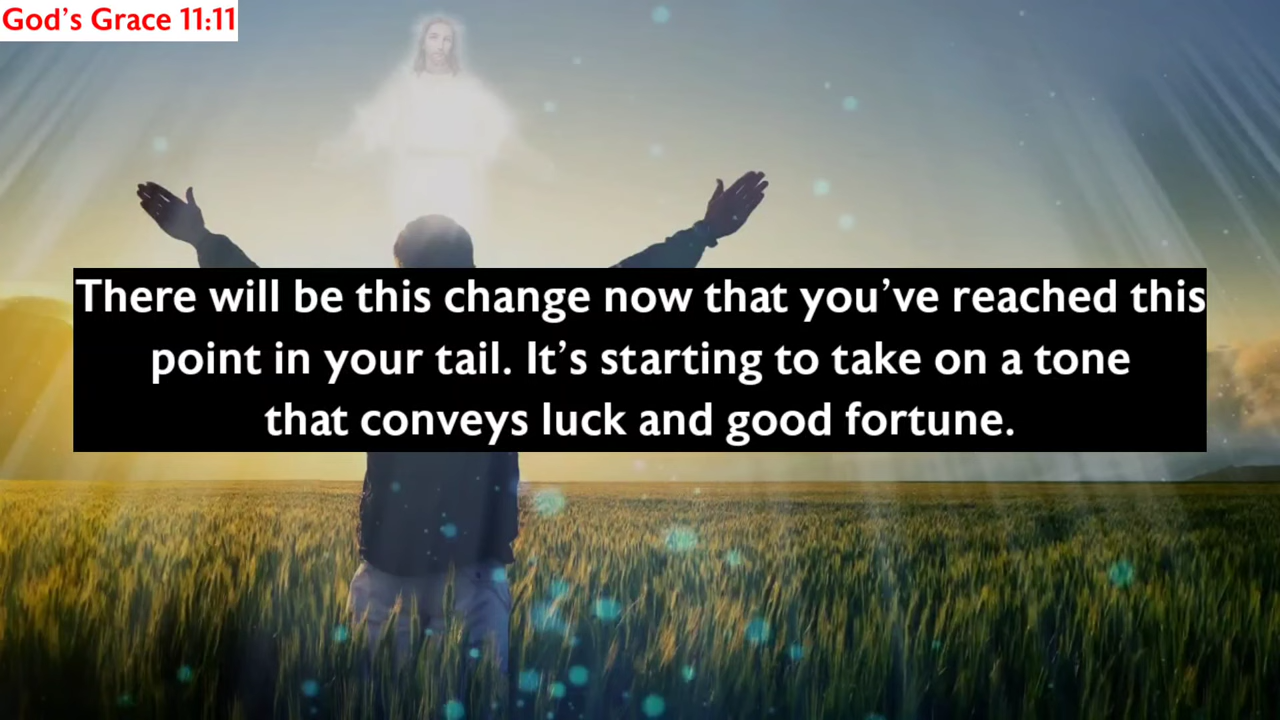 God’s Grace 11:11
There will be this change now that you’ve reached this
point in your tail. It’s starting to take on a tone
that conveys luck and good fortune.